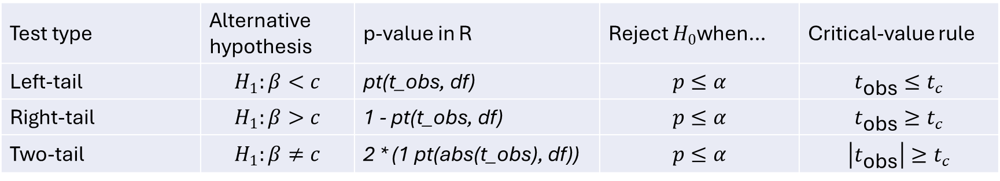 Test type Alternative hypothesis p-value in R Reject H₀when... Critical-value rule
Left-tail H₁: β < c pt(t_obs, df) p ≤ α t_obs ≤ t_c
Right-tail H₁: β > c 1 - pt(t_obs, df) p ≤ α t_obs ≥ t_c
Two-tail H₁: β ≠ c 2 * (1 pt(abs(t_obs), df)) p ≤ α |t_obs| ≥ t_c